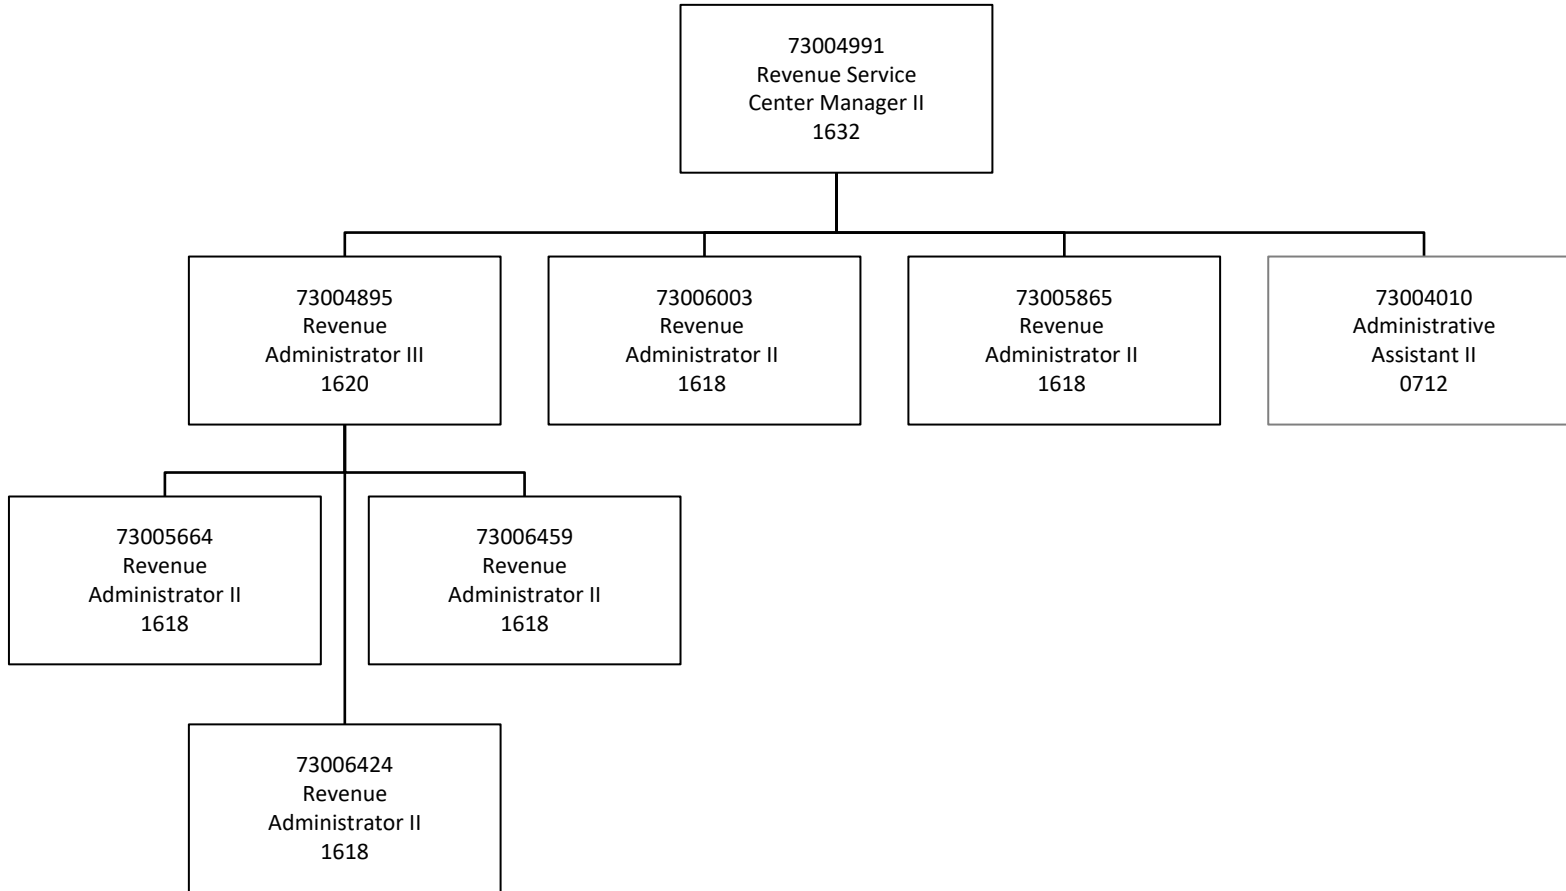 73004991
Revenue Service
Center Manager II
1632
73004895
Revenue
Administrator III
1620
73006003
Revenue
Administrator II
1618
73005865
Revenue
Administrator II
1618
73004010
Administrative
Assistant II
0712
73005664
Revenue
Administrator II
1618
73006459
Revenue
Administrator II
1618
73006424
Revenue
Administrator II
1618